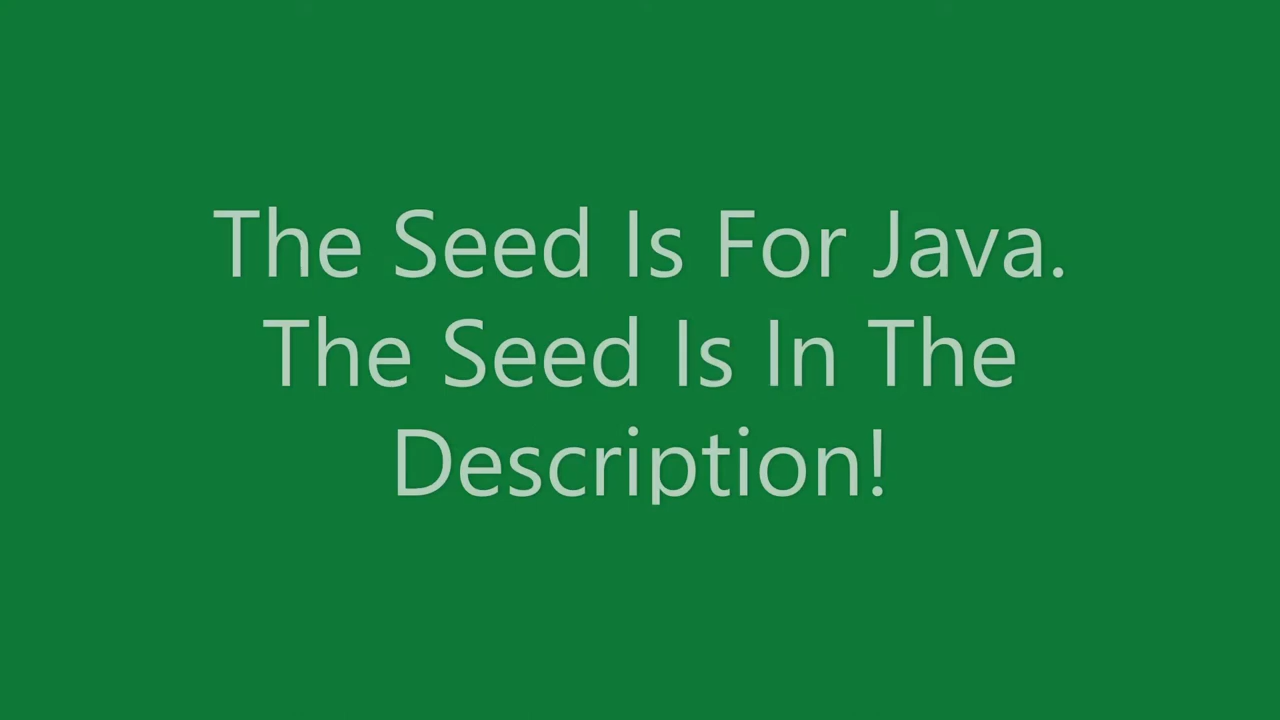 The Seed Is For Java.
The Seed Is In The
Description!